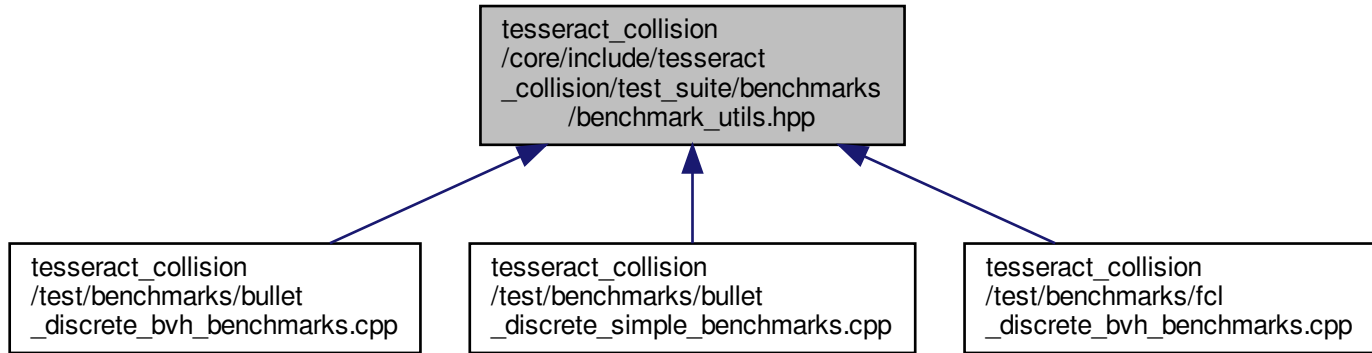 tesseract_collision
/core/include/tesseract
_collision/test_suite/benchmarks
/benchmark_utils.hpp
tesseract_collision
/test/benchmarks/bullet
_discrete_bvh_benchmarks.cpp
tesseract_collision
/test/benchmarks/bullet
_discrete_simple_benchmarks.cpp
tesseract_collision
/test/benchmarks/fcl
_discrete_bvh_benchmarks.cpp